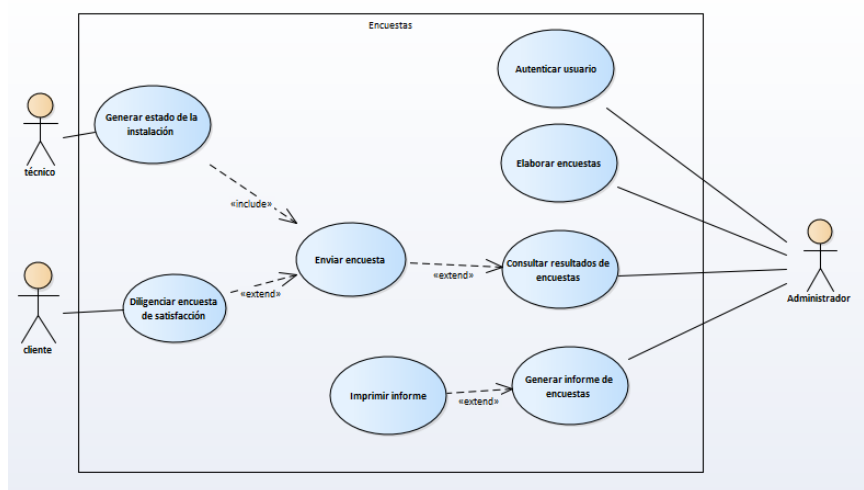 Encuestas
Autenticar usuario
Generar estado de la
instalación
técnico
Elaborar encuestas
«include»
Enviar encuesta
Consultar resultados de
encuestas
«extend»
Administrador
Diligenciar encuesta
de satisfacción
«extend»
cliente
Imprimir informe
«extend»
Generar informe de
encuestas